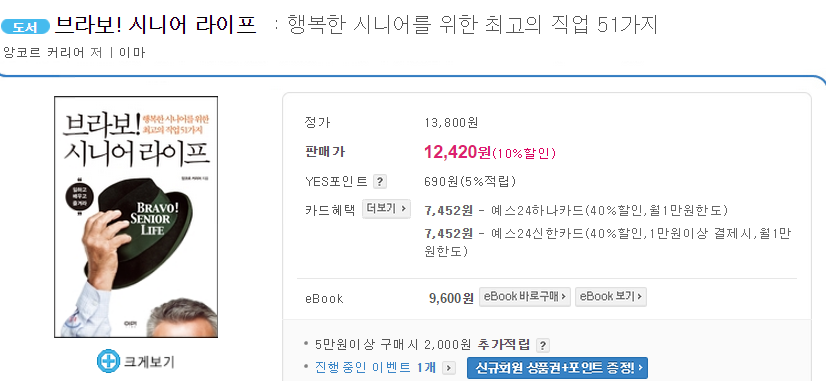 도서 브라보! 시니어 라이프 : 행복한 시니어를 위한 최고의 직업 51가지
앙코르 커리어 저 | 이마
브라보! 행복한 시니어를 위한
최고의 직업 51가지
시니어 라이프
앙코르 커리어 지음
일하고
배우고
즐겨라
BRAVO!
SENIOR
LIFE
크게보기
정가 13,800원
판매가 12,420원(10%할인)
YES포인트 ? 690원(5%적립)
카드혜택 더보기 > 7,452원 - 예스24하나카드(40%할인,월1만원한도)
7,452원 - 예스24신한카드(40%할인,1만원이상 결제시,월1만
원한도)
eBook 9,600원 eBook 바로구매 > eBook 보기 >
• 5만원이상 구매시 2,000원 추가적립 ?
• 진행중인 이벤트 1개 > 신규회원 상품권+포인트 증정! >